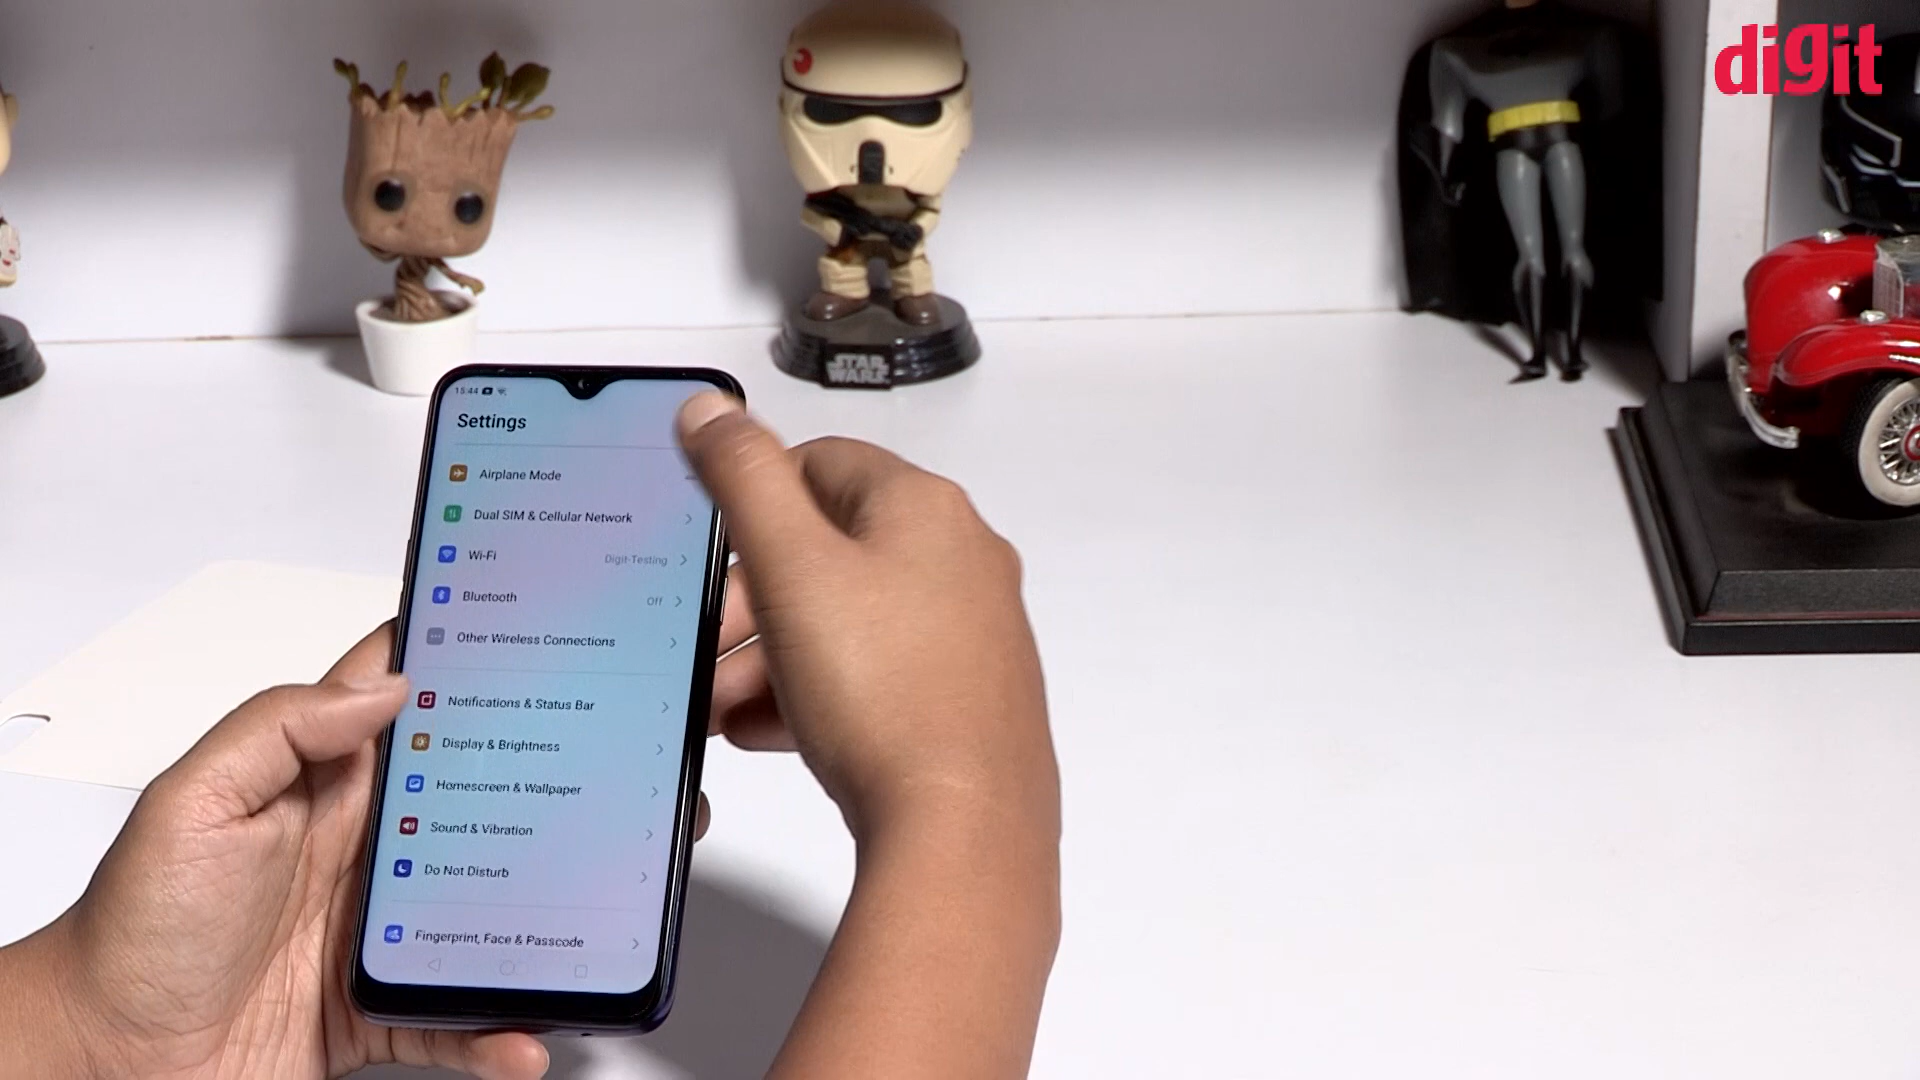 digit
STAR
WARS
15:44
Settings
Airplane Mode
Dual SIM & Cellular Network
Wi-Fi Digit-Testing
Bluetooth Off
Other Wireless Connections
Notifications & Status Bar
Display & Brightness
Homescreen & Wallpaper
Sound & Vibration
Do Not Disturb
Fingerprint, Face & Passcode